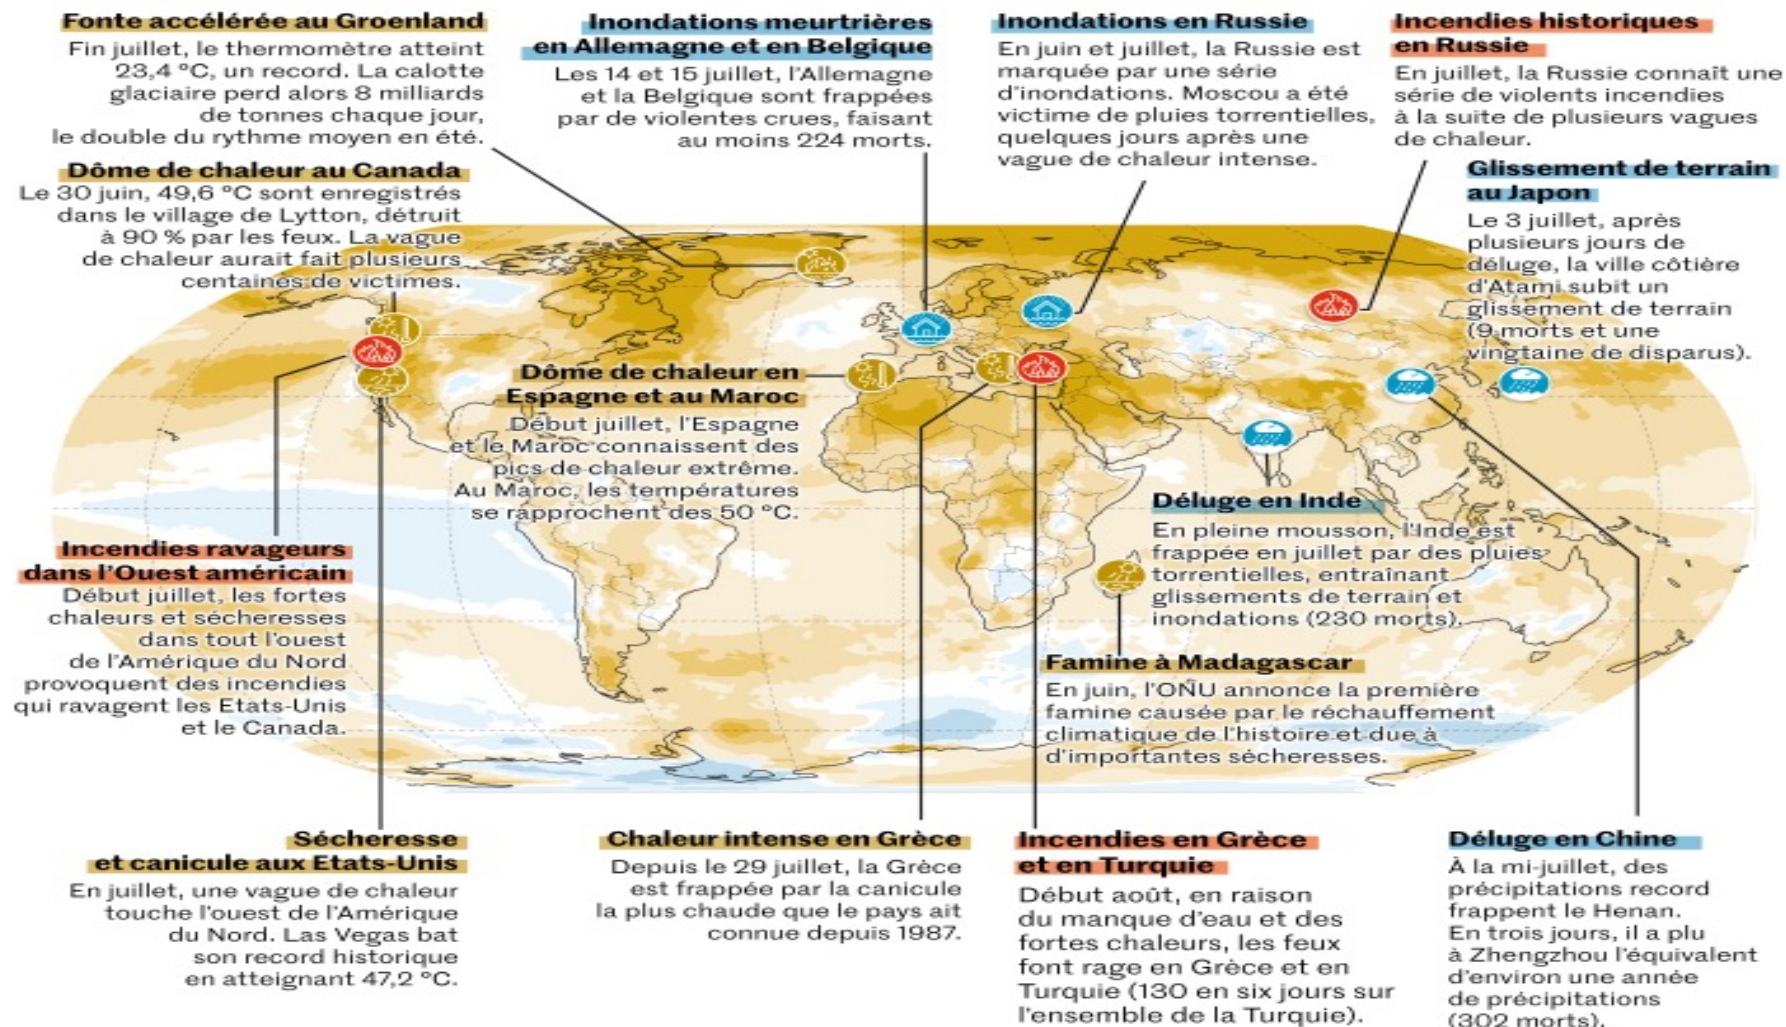 Fonte accélérée au Groenland
Fin juillet, le thermomètre atteint
23,4 °C, un record. La calotte
glaciaire perd alors 8 milliards
de tonnes chaque jour,
le double du rythme moyen en été.
Inondations meurtrières
en Allemagne et en Belgique
Les 14 et 15 juillet, l'Allemagne
et la Belgique sont frappées
par de violentes crues, faisant
au moins 224 morts.
Inondations en Russie
En juin et juillet, la Russie est
marquée par une série
d'inondations. Moscou a été
victime de pluies torrentielles,
quelques jours après une
vague de chaleur intense.
Incendies historiques
en Russie
En juillet, la Russie connaît une
série de violents incendies
à la suite de plusieurs vagues
de chaleur.
Dôme de chaleur au Canada
Le 30 juin, 49,6 °C sont enregistrés
dans le village de Lytton, détruit
à 90 % par les feux. La vague
de chaleur aurait fait plusieurs
centaines de victimes.
Glissement de terrain
au Japon
Le 3 juillet, après
plusieurs jours de
déluge, la ville côtière
d'Atami subit un
glissement de terrain
(9 morts et une
vingtaine de disparus).
Dôme de chaleur en
Espagne et au Maroc
Début juillet, l'Espagne
et le Maroc connaissent des
pics de chaleur extrême.
Au Maroc, les températures
se rapprochent des 50 °C.
Déluge en Inde
En pleine mousson, l'Inde est
frappée en juillet par des pluies
torrentielles, entraînant
glissements de terrain et
inondations (230 morts).
Incendies ravageurs
dans l'Ouest américain
Début juillet, les fortes
chaleurs et sécheresses
dans tout l'ouest
de l'Amérique du Nord
provoquent des incendies
qui ravagent les Etats-Unis
et le Canada.
Famine à Madagascar
En juin, l'ONU annonce la première
famine causée par le réchauffement
climatique de l'histoire et due à
d'importantes sécheresses.
Sécheresse
et canicule aux Etats-Unis
En juillet, une vague de chaleur
touche l'ouest de l'Amérique
du Nord. Las Vegas bat
son record historique
en atteignant 47,2 °C.
Chaleur intense en Grèce
Depuis le 29 juillet, la Grèce
est frappée par la canicule
la plus chaude que le pays ait
connue depuis 1987.
Incendies en Grèce
et en Turquie
Début août, en raison
du manque d'eau et des
fortes chaleurs, les feux
font rage en Grèce et en
Turquie (130 en six jours sur
l'ensemble de la Turquie).
Déluge en Chine
À la mi-juillet, des
précipitations record
frappent le Henan.
En trois jours, il a plu
à Zhengzhou l'équivalent
d'environ une année
de précipitations
(302 morts).